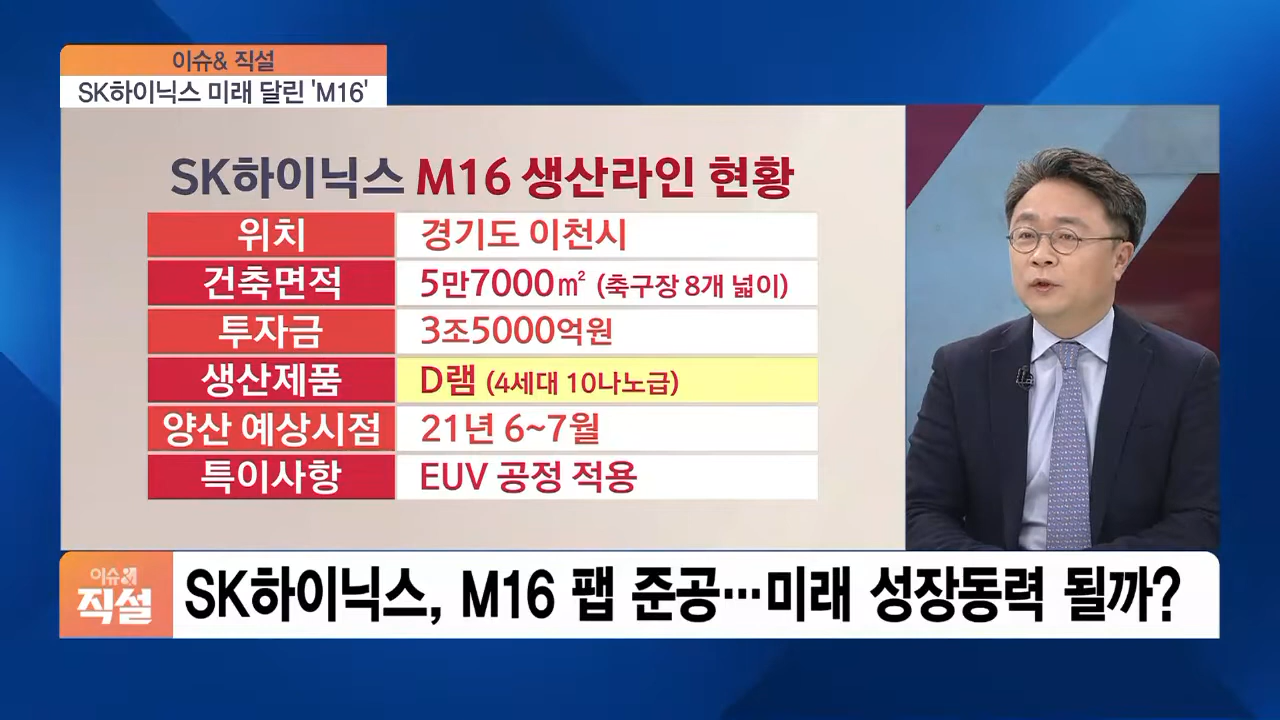 이슈& 직설
SK하이닉스 미래 달린 'M16'
SK하이닉스 M16 생산라인 현황
위치 경기도 이천시
건축면적 5만7000㎡ (축구장 8개 넓이)
투자금 3조5000억원
생산제품 D램 (4세대 10나노급)
양산 예상시점 21년 6~7월
특이사항 EUV 공정 적용
이슈&
직설
SK하이닉스, M16 팹 준공…미래 성장동력 될까?